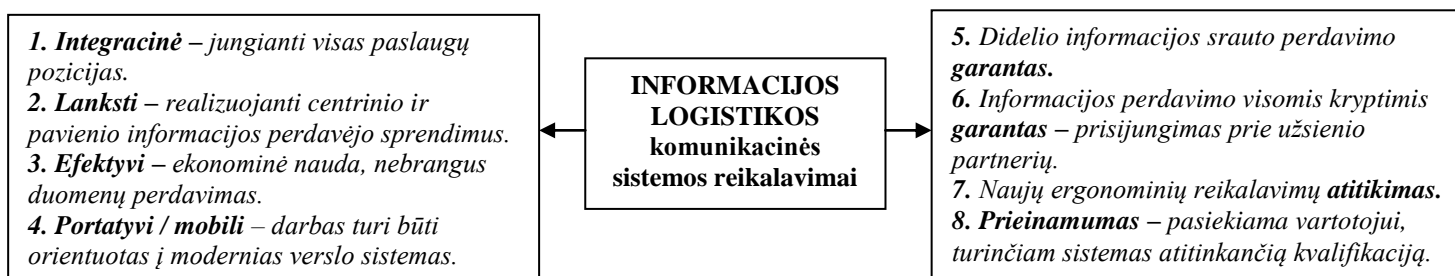 1. Integracinė – jungianti visas paslaugų
pozicijas.
2. Lanksti – realizuojanti centrinio ir
pavienio informacijos perdavėjo sprendimus.
3. Efektyvi – ekonominė nauda, nebrangus
duomenų perdavimas.
4. Portatyvi / mobili – darbas turi būti
orientuotas į modernias verslo sistemas.
INFORMACIJOS
LOGISTIKOS
komunikacinės
sistemos reikalavimai
5. Didelio informacijos srauto perdavimo
garantas.
6. Informacijos perdavimo visomis kryptimis
garantas – prisijungimas prie užsienio
partnerių.
7. Naujų ergonominių reikalavimų atitikimas.
8. Prieinamumas – pasiekiama vartotojui,
turinčiam sistemas atitinkančią kvalifikaciją.